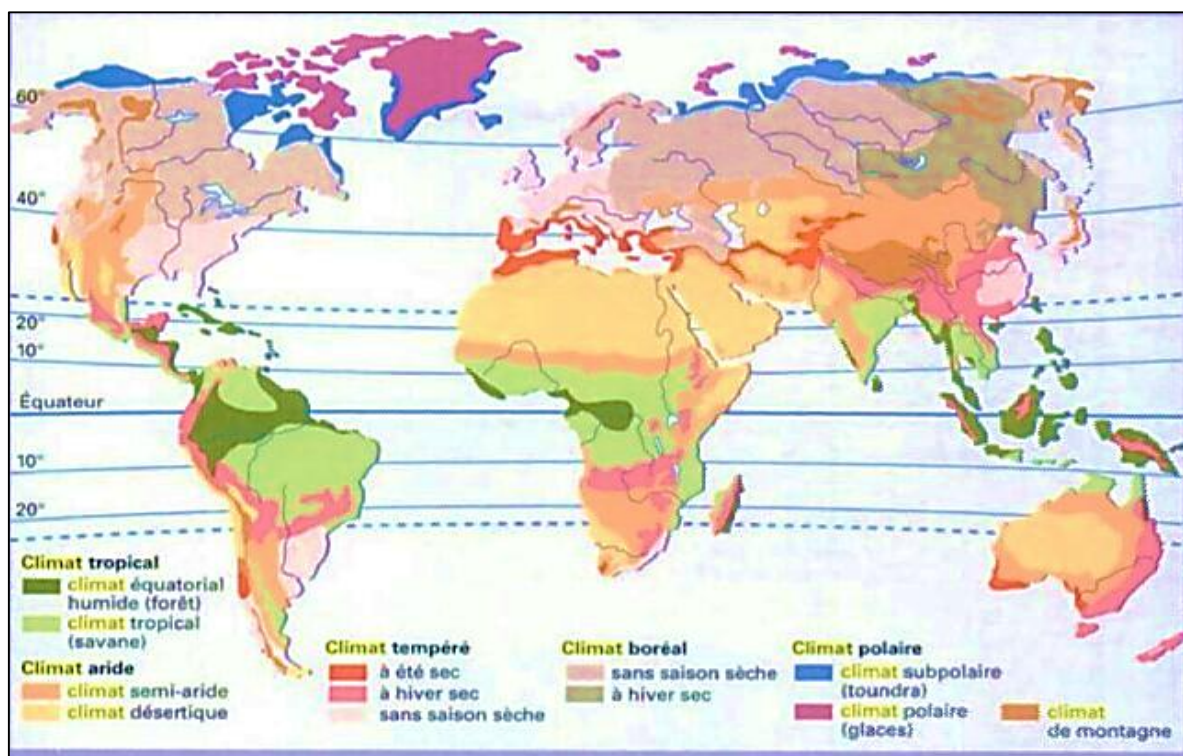 60°
40°
20°
10°
Équateur
10°
20°
Climat tropical
climat équatorial
humide (forêt)
climat tropical
(savane)
Climat aride
climat semi-aride
climat désertique
Climat tempéré
à été sec
à hiver sec
sans saison sèche
Climat boréal
sans saison sèche
à hiver sec
Climat polaire
climat subpolaire
(toundra)
climat polaire
(glaces)
climat
de montagne